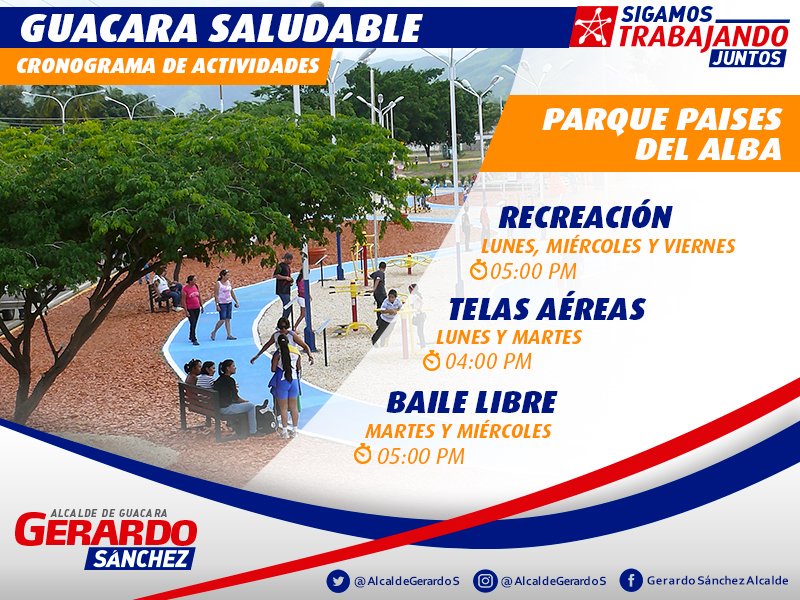 GUACARA SALUDABLE
CRONOGRAMA DE ACTIVIDADES
SIGAMOS
TRABAJANDO
JUNTOS
PARQUE PAISES
DEL ALBA
RECREACIÓN
LUNES, MIÉRCOLES Y VIERNES
05:00 PM
TELAS AÉREAS
LUNES Y MARTES
04:00 PM
BAILE LIBRE
MARTES Y MIÉRCOLES
05:00 PM
ALCALDE DE GUACARA
GERARDO
SÁNCHEZ
@AlcaldeGerardoS
@AlcaldeGerardoS
Gerardo Sánchez Alcalde